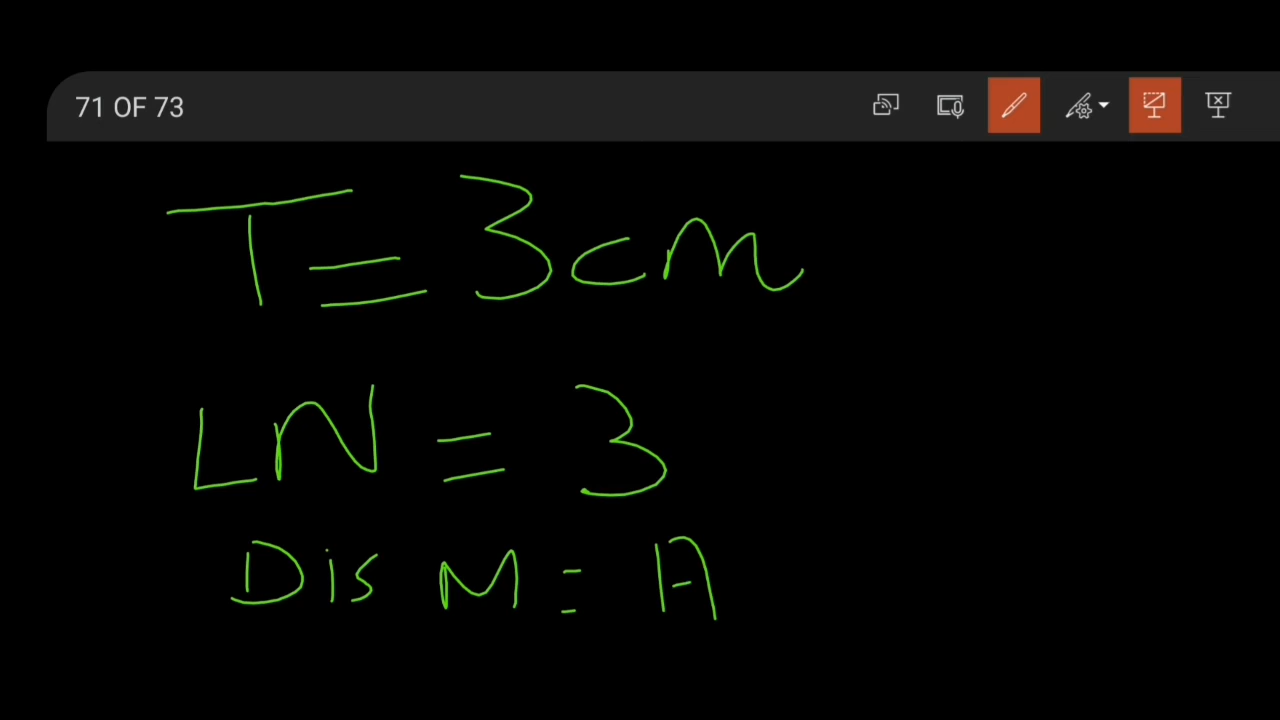 71 OF 73
T = 3cm
LN = 3
Dis M = A